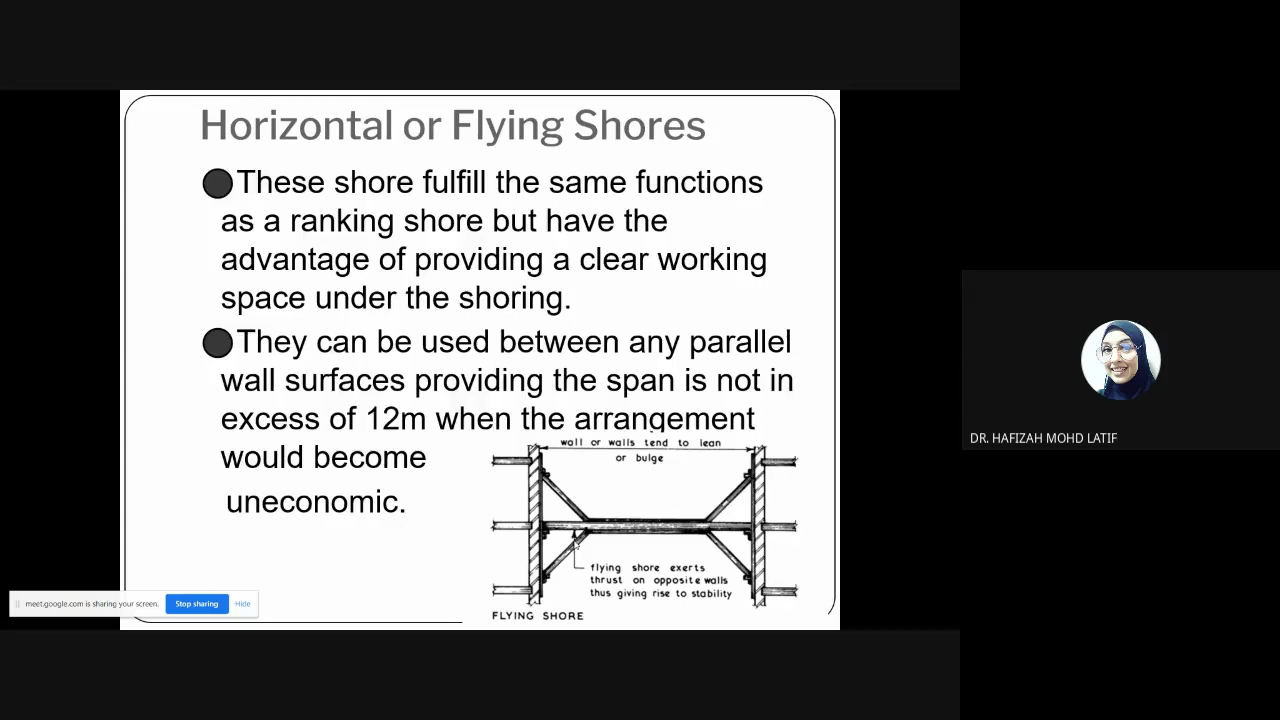 Horizontal or Flying Shores
These shore fulfill the same functions
as a ranking shore but have the
advantage of providing a clear working
space under the shoring.
They can be used between any parallel
wall surfaces providing the span is not in
excess of 12m when the arrangement
would become
uneconomic.
wall or walls tend to lean
or bulge
flying shore exerts
thrust on opposite walls
thus giving rise to stability
FLYING SHORE
meet.google.com is sharing your screen.
Stop sharing
Hide
DR. HAFIZAH MOHD LATIF